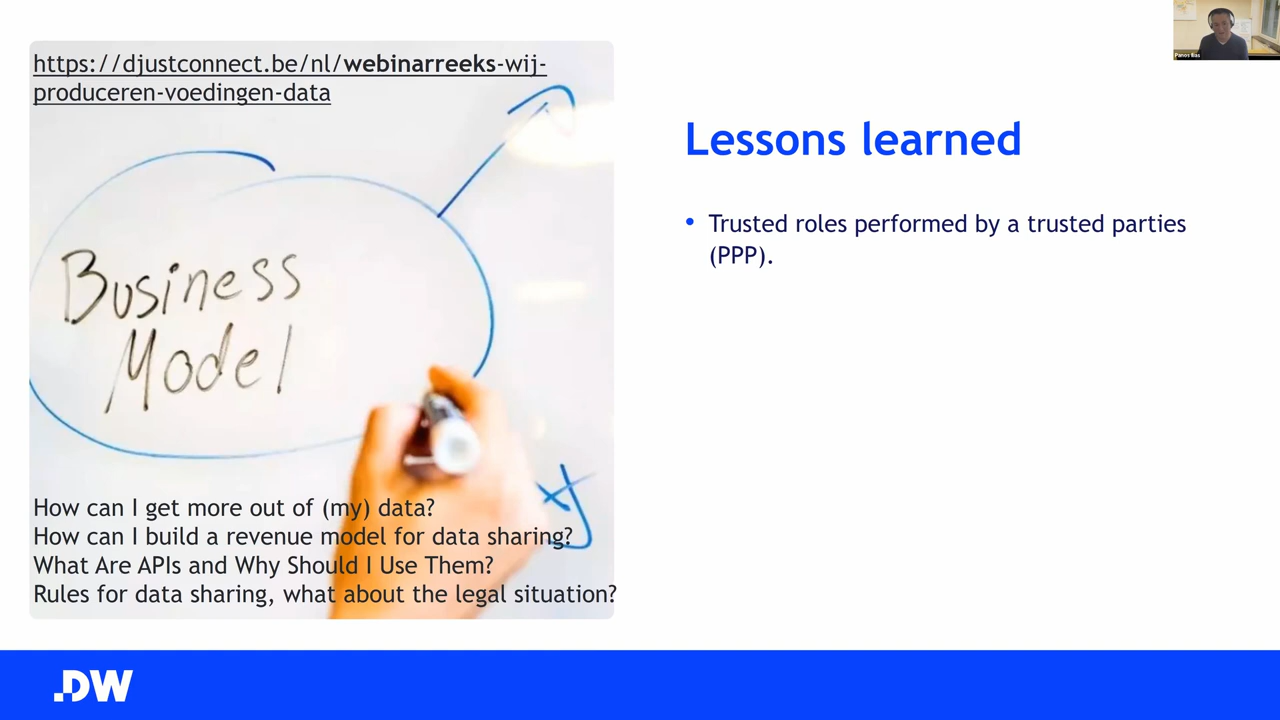 https://djustconnect.be/nl/webinarreeks-wij-
produceren-voedingen-data
Business
Model
How can I get more out of (my) data?
How can I build a revenue model for data sharing?
What Are APIs and Why Should I Use Them?
Rules for data sharing, what about the legal situation?
Lessons learned
• Trusted roles performed by a trusted parties
(PPP).
Panos Ilias
.DW